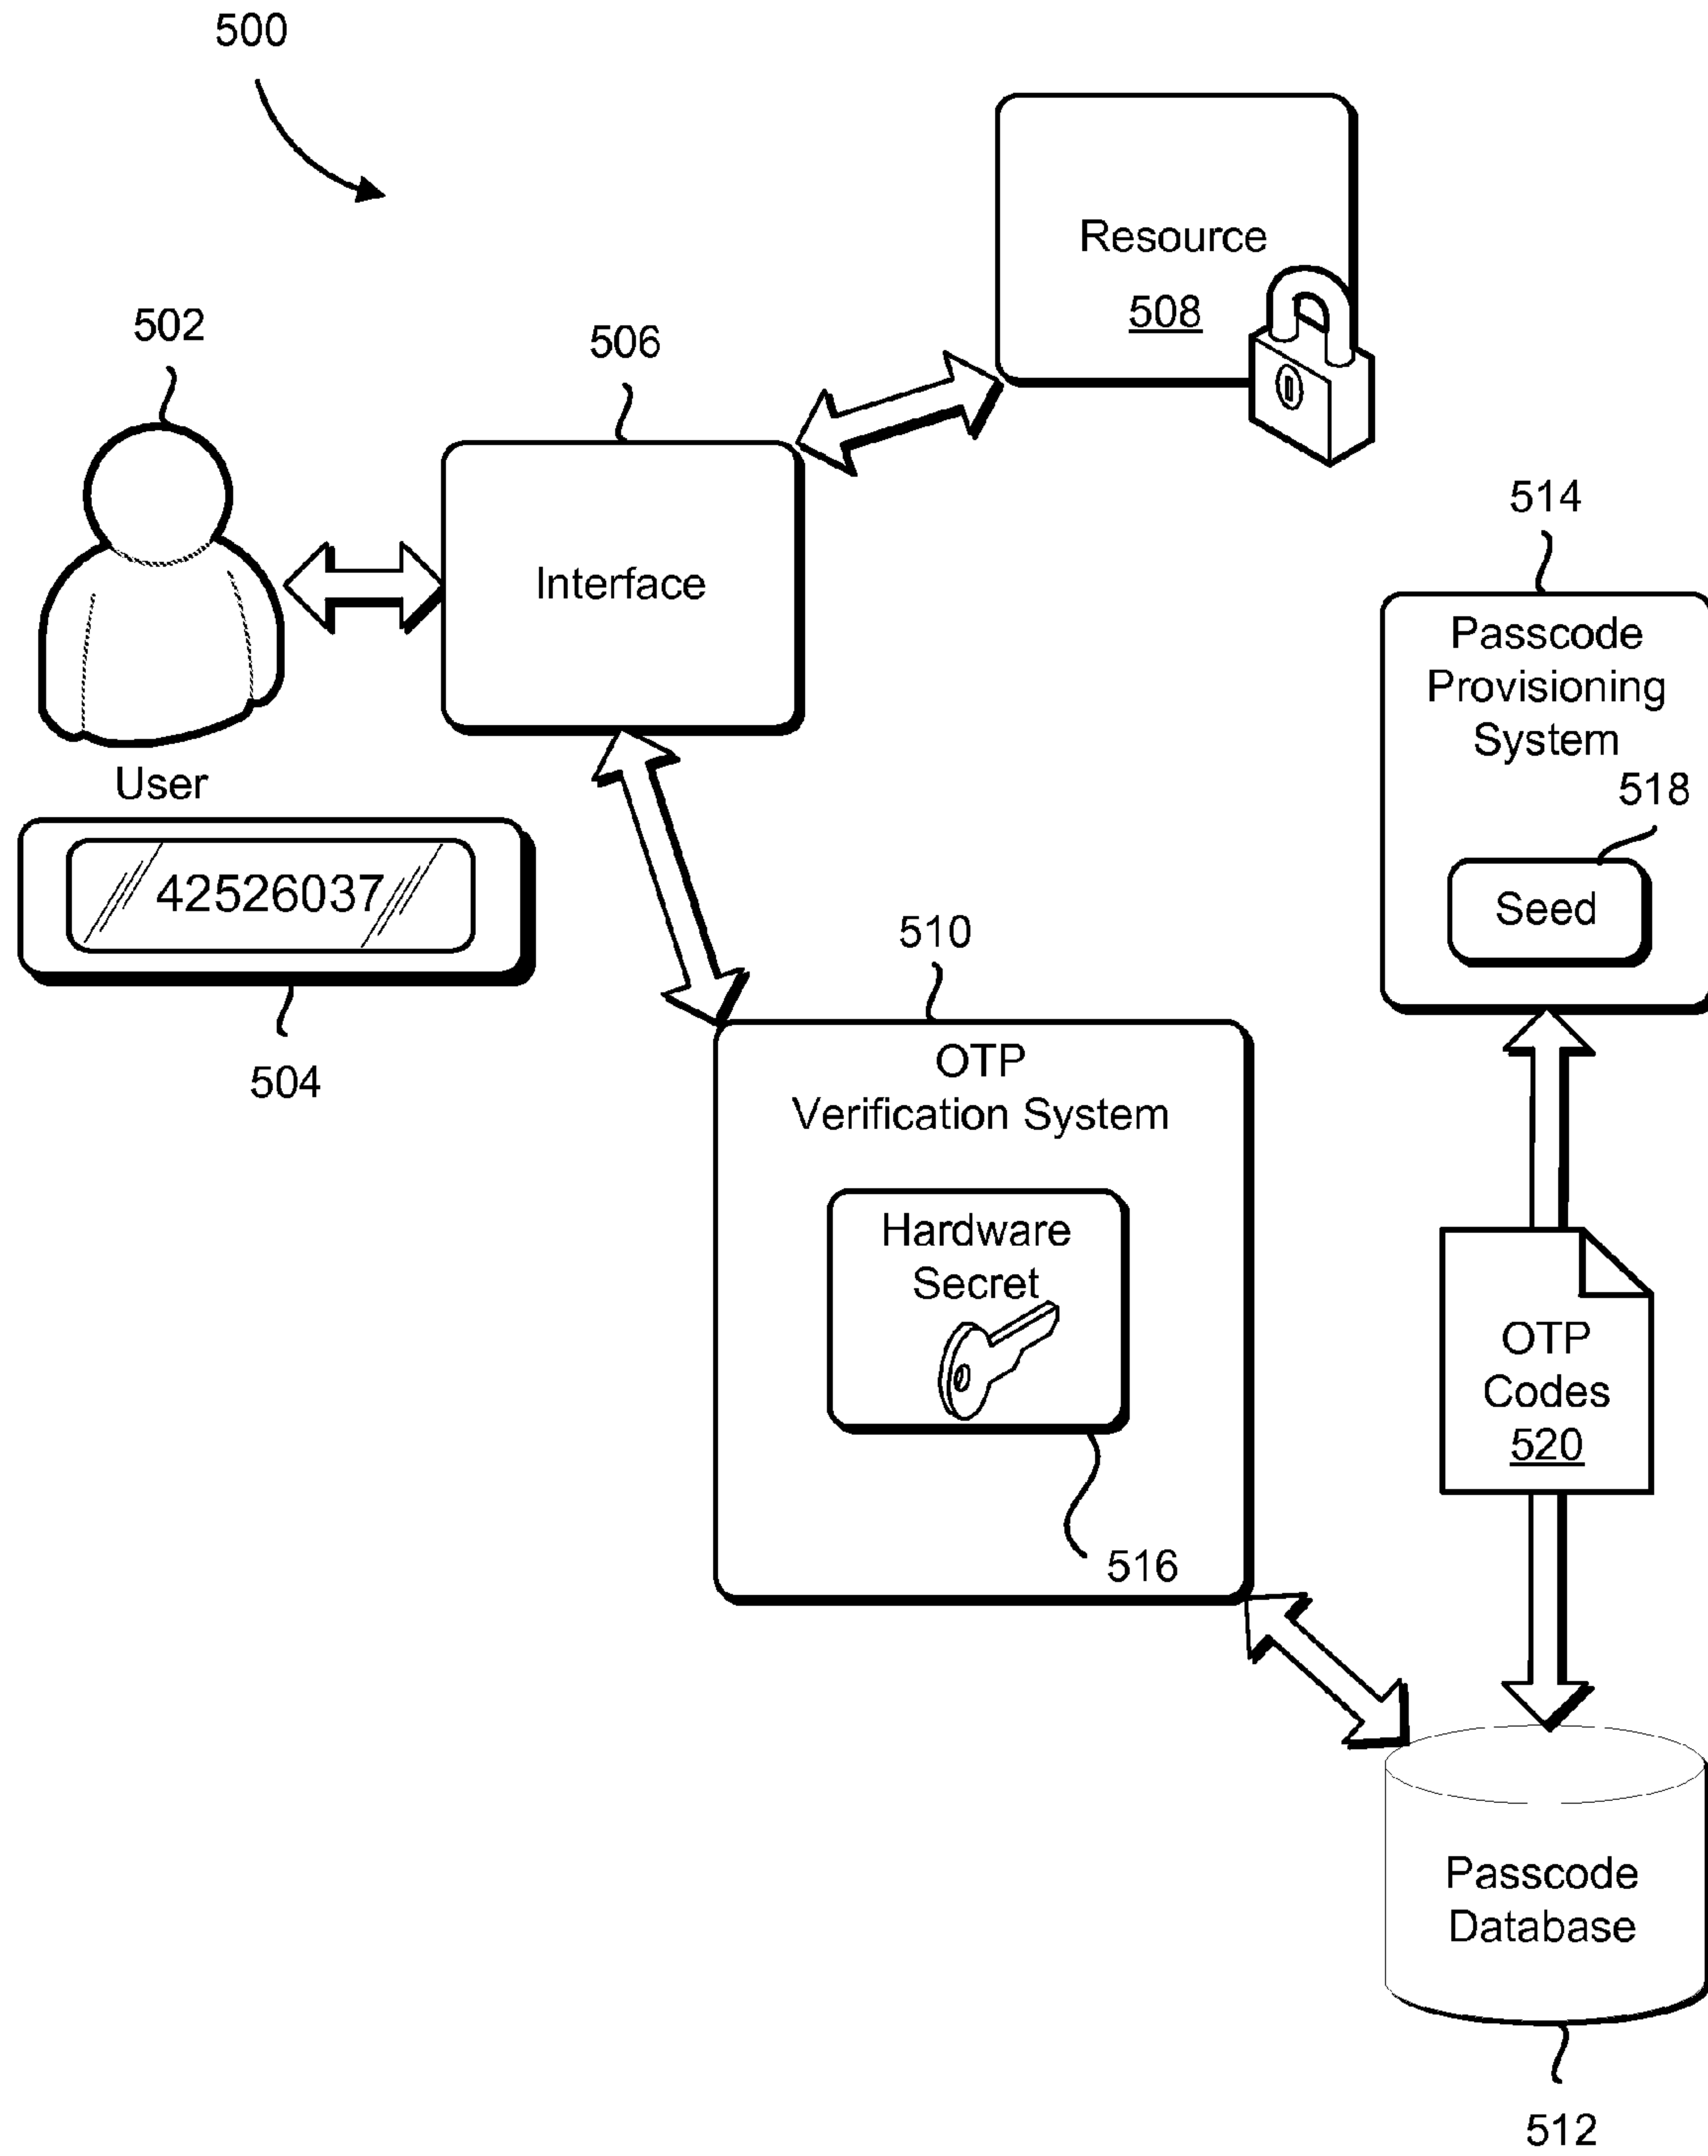 500
Resource
508
502
506
Interface
User
42526037
504
514
Passcode
Provisioning
System
518
Seed
510
OTP
Verification System
Hardware
Secret
516
OTP
Codes
520
Passcode
Database
512